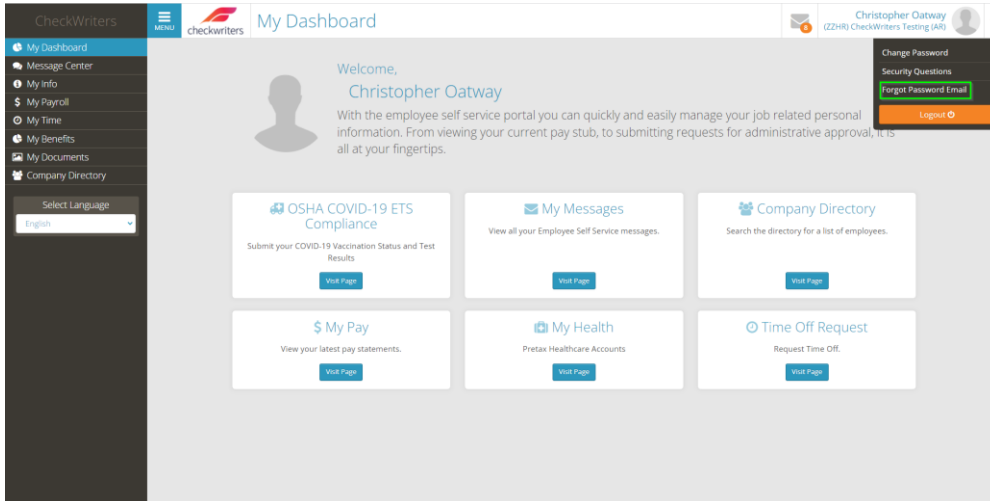 CheckWriters
MENU
checkwriters
My Dashboard
8
Christopher Oatway
(ZZHR) CheckWriters Testing (AR)
My Dashboard
Message Center
My Info
$ My Payroll
My Time
My Benefits
My Documents
Company Directory
Select Language
English
Change Password
Security Questions
Forgot Password Email
Logout
Welcome,
Christopher Oatway
With the employee self service portal you can quickly and easily manage your job related personal
information. From viewing your current pay stub, to submitting requests for administrative approval, it is
all at your fingertips.
OSHA COVID-19 ETS
Compliance
Submit your COVID-19 Vaccination Status and Test
Results
Visit Page
My Messages
View all your Employee Self Service messages.
Visit Page
Company Directory
Search the directory for a list of employees.
Visit Page
$ My Pay
View your latest pay statements.
Visit Page
My Health
Pretax Healthcare Accounts
Visit Page
Time Off Request
Request Time Off.
Visit Page